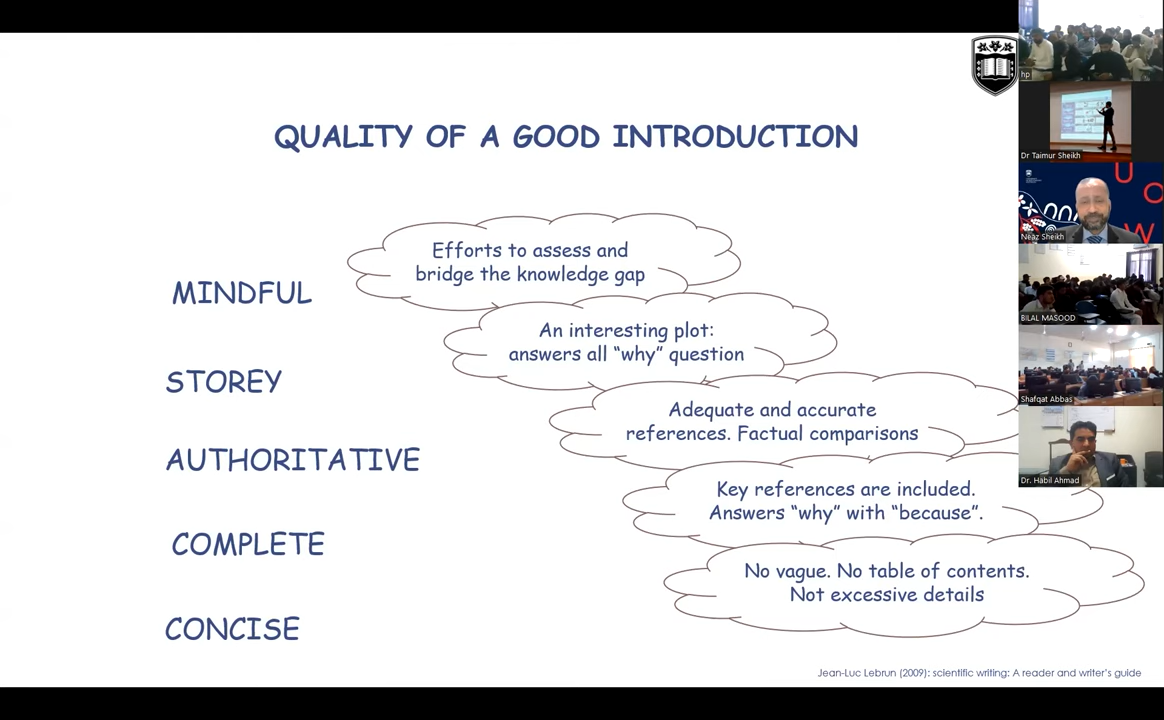 QUALITY OF A GOOD INTRODUCTION
MINDFUL
Efforts to assess and
bridge the knowledge gap
STOREY
An interesting plot:
answers all “why” question
AUTHORITATIVE
Adequate and accurate
references. Factual comparisons
COMPLETE
Key references are included.
Answers “why” with “because”.
CONCISE
No vague. No table of contents.
Not excessive details
Jean-Luc Lebrun (2009): scientific writing: A reader and writer’s guide
hp
Dr Taimur Sheikh
U
O
W
Neaz Sheikh
BILAL MASOOD
Shafqat Abbas
Dr. Habil Ahmad